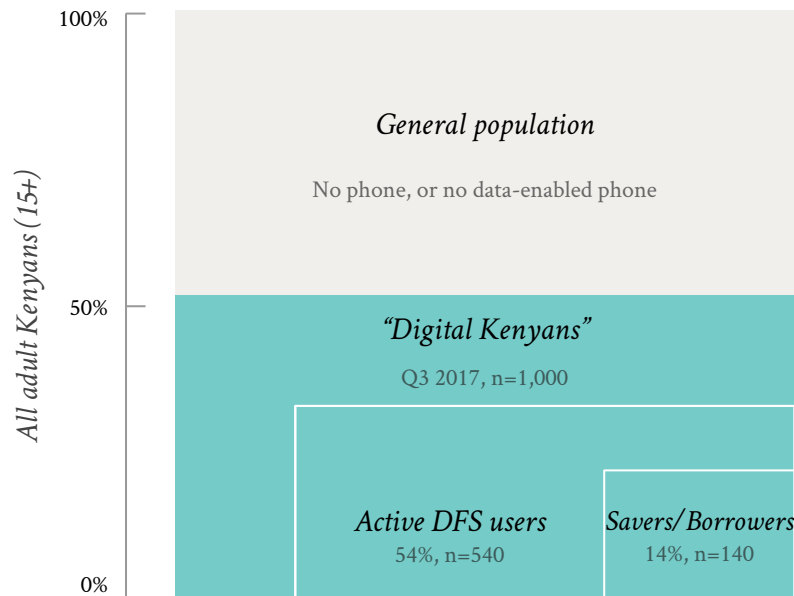 100%
General population
No phone, or no data-enabled phone
All adult Kenyans (15+)
50%
“Digital Kenyans”
Q3 2017, n=1,000
Active DFS users
54%, n=540
Savers/Borrowers
14%, n=140
0%